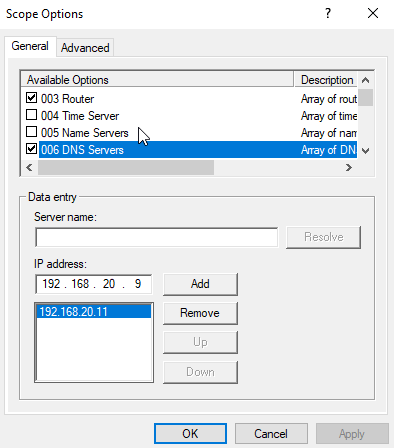 Scope Options
General Advanced
Available Options Description
003 Router Array of rout
004 Time Server Array of time
005 Name Servers Array of nam
006 DNS Servers Array of DN
Data entry
Server name:
Resolve
IP address:
192 . 168 . 20 . 9 Add
192.168.20.11 Remove
Up
Down
OK Cancel Apply